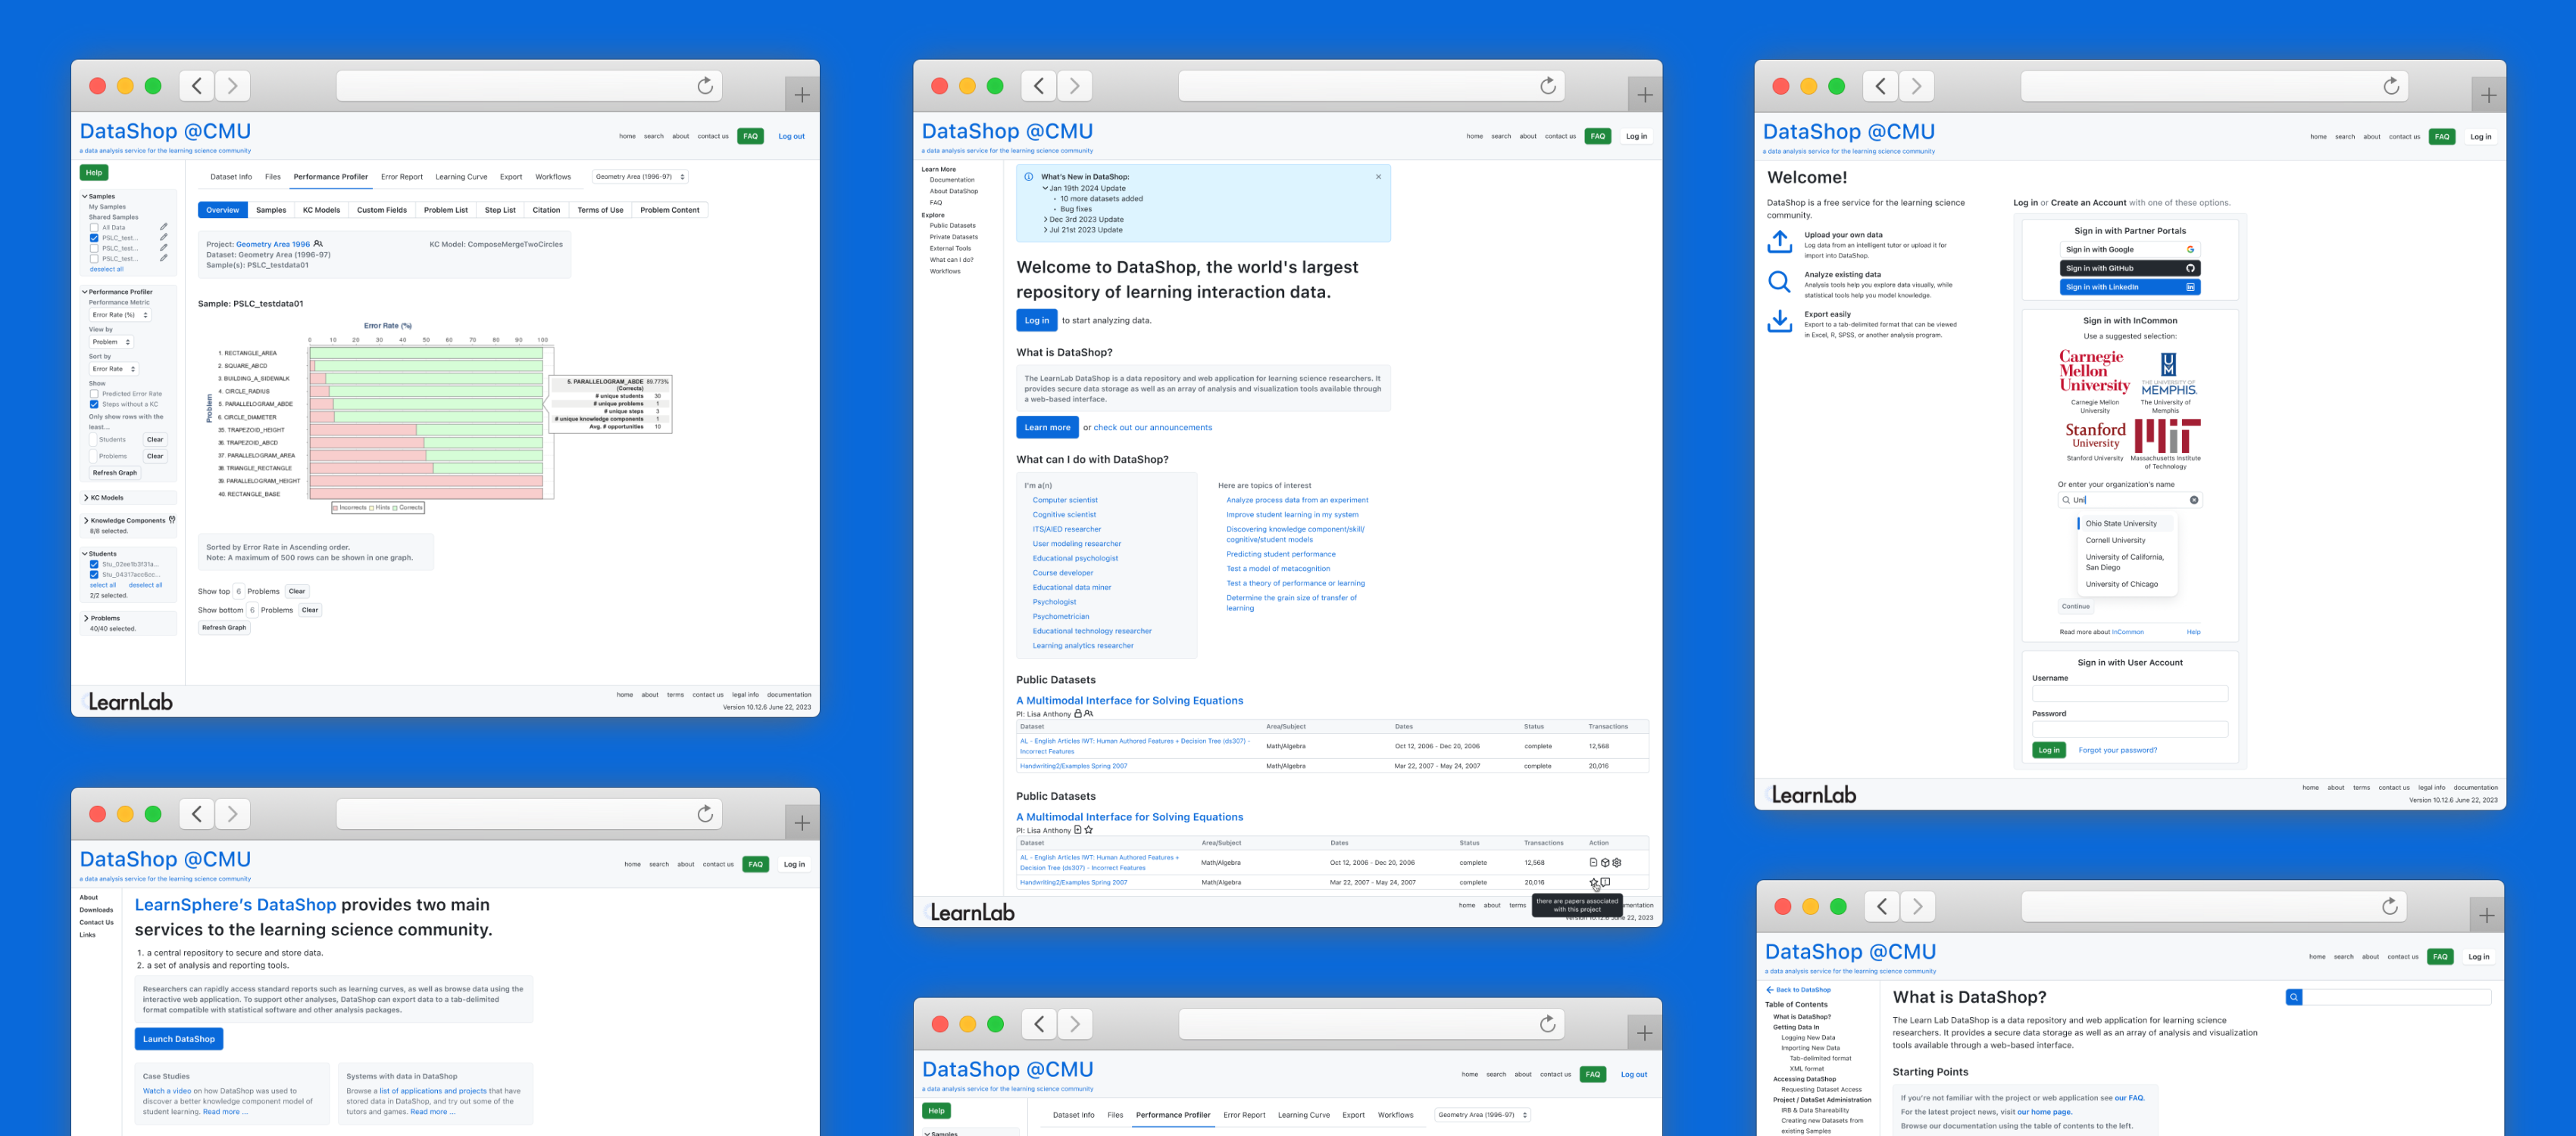 DataShop @CMU
a data analysis service for the learning science community
home search about contact us FAQ Log out
Help
Samples
My Samples
Shared Samples
All Data
PSLC_test...
PSLC_test...
PSLC_test...
deselect all
Performance Profiler
Performance Metric
Error Rate (%)
View by
Problem
Sort by
Error Rate
Show
Predicted Error Rate
Steps without a KC
Only show rows with the
least...
Students Clear
Problems Clear
Refresh Graph
KC Models
Knowledge Components
8/8 selected.
Students
Stu_02ee1b3f31a...
Stu_04317acc6cc...
select all deselect all
2/2 selected.
Problems
40/40 selected.
Dataset Info Files Performance Profiler Error Report Learning Curve Export Workflows Geometry Area (1996-97)
Overview Samples KC Models Custom Fields Problem List Step List Citation Terms of Use Problem Content
Project: Geometry Area 1996 KC Model: ComposeMergeTwoCircles
Dataset: Geometry Area (1996-97)
Sample(s): PSLC_testdata01
Sample: PSLC_testdata01
Error Rate (%)
0 10 20 30 40 50 60 70 80 90 100
Problem
1. RECTANGLE_AREA
2. SQUARE_ABCD
3. BUILDING_A_SIDEWALK
4. CIRCLE_RADIUS
5. PARALLELOGRAM_ABDE
6. CIRCLE_DIAMETER
35. TRAPEZOID_HEIGHT
36. TRAPEZOID_ABCD
37. PARALLELOGRAM_AREA
38. TRIANGLE_RECTANGLE
39. PARALLELOGRAM_HEIGHT
40. RECTANGLE_BASE
5. PARALLELOGRAM_ABDE 89.773%
(Corrects)
# unique students 30
# unique problems 1
# unique steps 3
# unique knowledge components 1
Avg. # opportunities 10
Incorrects Hints Corrects
Sorted by Error Rate in Ascending order.
Note: A maximum of 500 rows can be shown in one graph.
Show top 6 Problems Clear
Show bottom 6 Problems Clear
Refresh Graph
LearnLab
home about terms contact us legal info documentation
Version 10.12.6 June 22, 2023
DataShop @CMU
a data analysis service for the learning science community
home search about contact us FAQ Log in
About
Downloads
Contact Us
Links
LearnSphere's DataShop provides two main
services to the learning science community.
1. a central repository to secure and store data.
2. a set of analysis and reporting tools.
Researchers can rapidly access standard reports such as learning curves, as well as browse data using the
interactive web application. To support other analyses, DataShop can export data to a tab-delimited
format compatible with statistical software and other analysis packages.
Launch DataShop
Case Studies
Watch a video on how DataShop was used to
discover a better knowledge component model of
student learning. Read more ...
Systems with data in DataShop
Browse a list of applications and projects that have
stored data in DataShop, and try out some of the
tutors and games. Read more ...
DataShop @CMU
a data analysis service for the learning science community
home search about contact us FAQ Log in
Learn More
Documentation
About DataShop
FAQ
Explore
Public Datasets
Private Datasets
External Tools
What can I do?
Workflows
What's New in DataShop:
Jan 19th 2024 Update
• 10 more datasets added
• Bug fixes
Dec 3rd 2023 Update
Jul 21st 2023 Update
Welcome to DataShop, the world's largest
repository of learning interaction data.
Log in to start analyzing data.
What is DataShop?
The LearnLab DataShop is a data repository and web application for learning science researchers. It
provides secure data storage as well as an array of analysis and visualization tools available through
a web-based interface.
Learn more or check out our announcements
What can I do with DataShop?
I'm a(n)
Computer scientist
Cognitive scientist
ITS/AIED researcher
User modeling researcher
Educational psychologist
Course developer
Educational data miner
Psychologist
Psychometrician
Educational technology researcher
Learning analytics researcher
Here are topics of interest
Analyze process data from an experiment
Improve student learning in my system
Discovering knowledge component/skill/
cognitive/student models
Predicting student performance
Test a model of metacognition
Test a theory of performance or learning
Determine the grain size of transfer of
learning
Public Datasets
A Multimodal Interface for Solving Equations
PI: Lisa Anthony
Dataset Area/Subject Dates Status Transactions
AL - English Articles IWT: Human Authored Features + Decision Tree (ds307) -
Incorrect Features
Math/Algebra Oct 12, 2006 - Dec 20, 2006 complete 12,568
Handwriting2/Examples Spring 2007 Math/Algebra Mar 22, 2007 - May 24, 2007 complete 20,016
Public Datasets
A Multimodal Interface for Solving Equations
PI: Lisa Anthony
Dataset Area/Subject Dates Status Transactions Action
AL - English Articles IWT: Human Authored Features +
Decision Tree (ds307) - Incorrect Features
Math/Algebra Oct 12, 2006 - Dec 20, 2006 complete 12,568
Handwriting2/Examples Spring 2007 Math/Algebra Mar 22, 2007 - May 24, 2007 complete 20,016
there are papers associated
with this project
LearnLab
home about terms
DataShop @CMU
a data analysis service for the learning science community
home search about contact us FAQ Log out
Help
Samples
Dataset Info Files Performance Profiler Error Report Learning Curve Export Workflows Geometry Area (1996-97)
DataShop @CMU
a data analysis service for the learning science community
home search about contact us FAQ Log in
Welcome!
DataShop is a free service for the learning science
community.
Upload your own data
Log data from an intelligent tutor or upload it for
import into DataShop.
Analyze existing data
Analysis tools help you explore data visually, while
statistical tools help you model knowledge.
Export easily
Export to a tab-delimited format that can be viewed
in Excel, R, SPSS, or another analysis program.
Log in or Create an Account with one of these options.
Sign in with Partner Portals
Sign in with Google
Sign in with GitHub
Sign in with LinkedIn
Sign in with InCommon
Use a suggested selection:
Carnegie
Mellon
University
Carnegie Mellon
University
THE UNIVERSITY OF
MEMPHIS.
The University of
Memphis
Stanford
University
Stanford University
Massachusetts Institute
of Technology
Or enter your organization's name
Uni
Ohio State University
Cornell University
University of California,
San Diego
University of Chicago
Continue
Read more about InCommon Help
Sign in with User Account
Username
Password
Log in Forgot your password?
LearnLab
home about terms contact us legal info documentation
Version 10.12.6 June 22, 2023
DataShop @CMU
a data analysis service for the learning science community
home search about contact us FAQ Log in
Back to DataShop
Table of Contents
What is DataShop?
Getting Data In
Logging New Data
Importing New Data
Tab-delimited format
XML format
Accessing DataShop
Requesting Dataset Access
Project / DataSet Administration
IRB & Data Shareability
Creating new Datasets from
existing Samples
What is DataShop?
The Learn Lab DataShop is a data repository and web application for learning science
researchers. It provides a secure data storage as well as an array of analysis and visualization
tools available through a web-based interface.
Starting Points
If you're not familiar with the project or web application see our FAQ.
For the latest project news, visit our home page.
Browse our documentation using the table of contents to the left.